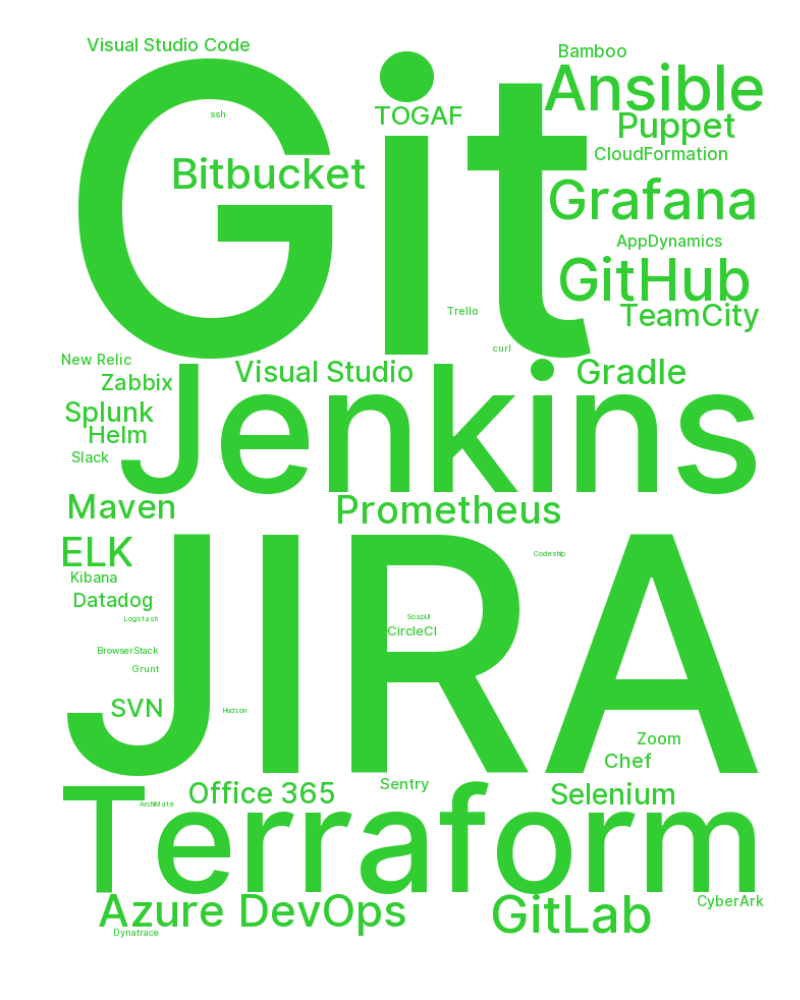 Visual Studio Code
Bamboo
Git
Ansible
ssh
TOGAF
Puppet
Bitbucket
CloudFormation
Grafana
AppDynamics
GitHub
Trello
TeamCity
curl
New Relic
Visual Studio
Gradle
Zabbix
Jenkins
Splunk
Helm
Slack
Maven
Prometheus
ELK
Codeship
Kibana
JIRA
Datadog
Logstash
SoapUI
CircleCI
BrowserStack
Grunt
SVN
Hudson
Zoom
Chef
Sentry
Office 365
Selenium
ArchiMate
Terraform
CyberArk
Azure DevOps
GitLab
Dynatrace